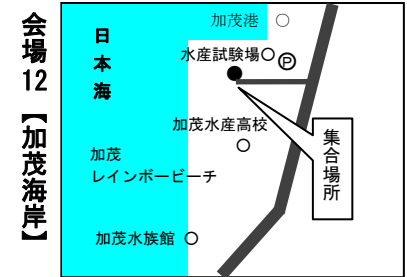 会場12【加茂海岸】
日本海
加茂港
水産試験場
P
加茂水産高校
集合場所
加茂
レインボービーチ
加茂水族館